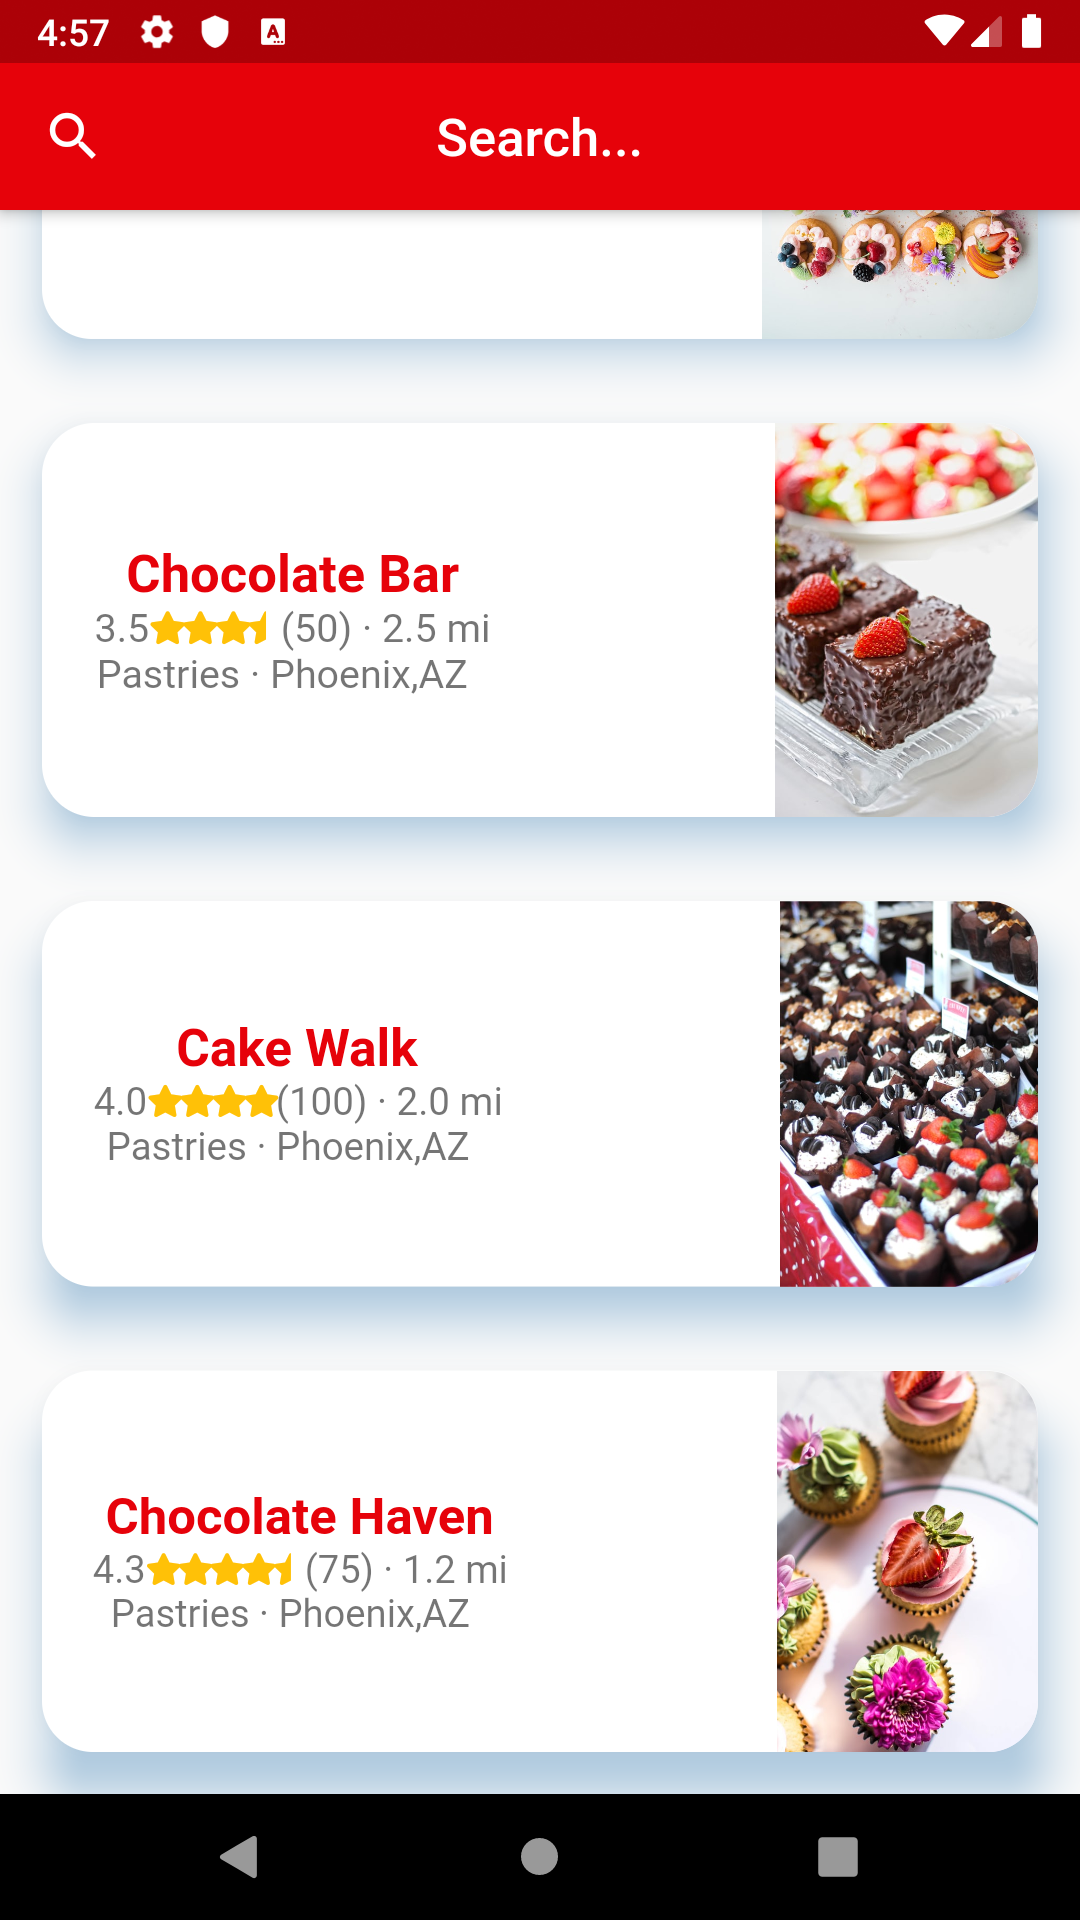 4:57
Search...
Chocolate Bar
3.5 (50) · 2.5 mi
Pastries · Phoenix,AZ
Cake Walk
4.0 (100) · 2.0 mi
Pastries · Phoenix,AZ
Chocolate Haven
4.3 (75) · 1.2 mi
Pastries · Phoenix,AZ